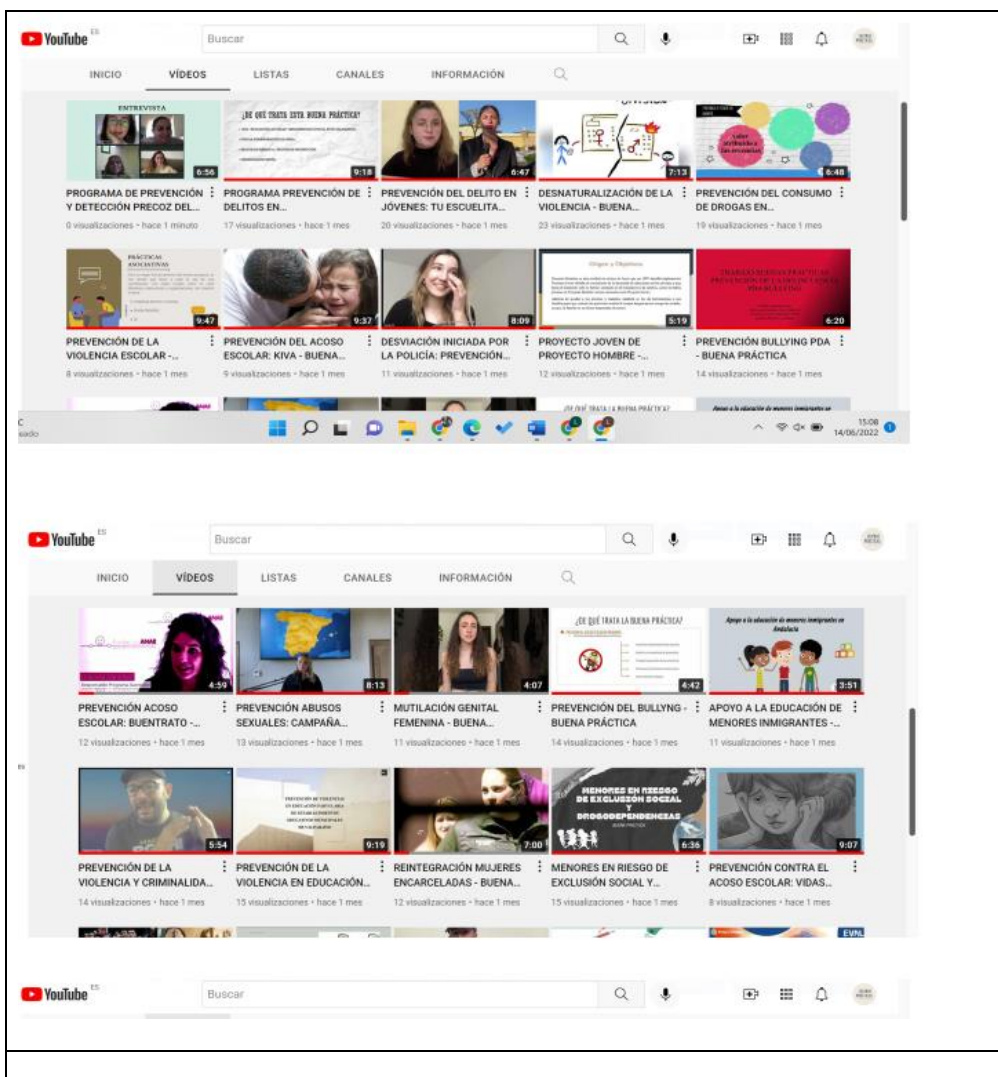 YouTube ES
Buscar
INICIO VÍDEOS LISTAS CANALES INFORMACIÓN
ENTREVISTA
¿DE QUÉ TRATA ESTA BUENA PRÁCTICA?
Valor atribuido a las creencias
6:56 9:18 6:47 7:13 6:48
PROGRAMA DE PREVENCIÓN Y DETECCIÓN PRECOZ DEL...
0 visualizaciones • hace 1 minuto
PROGRAMA PREVENCIÓN DE DELITOS EN...
17 visualizaciones • hace 1 mes
PREVENCIÓN DEL DELITO EN JÓVENES: TU ESCUELITA...
20 visualizaciones • hace 1 mes
DESNATURALIZACIÓN DE LA VIOLENCIA - BUENA...
23 visualizaciones • hace 1 mes
PREVENCIÓN DEL CONSUMO DE DROGAS EN...
19 visualizaciones • hace 1 mes
PRÁCTICAS ASOCIATIVAS
Origen y Objetivos
9:47 9:37 8:09 5:19 6:20
PREVENCIÓN DE LA VIOLENCIA ESCOLAR -...
8 visualizaciones • hace 1 mes
PREVENCIÓN DEL ACOSO ESCOLAR: KIVA - BUENA...
9 visualizaciones • hace 1 mes
DESVIACIÓN INICIADA POR LA POLICÍA: PREVENCIÓN...
11 visualizaciones • hace 1 mes
PROYECTO JOVEN DE PROYECTO HOMBRE -...
12 visualizaciones • hace 1 mes
PREVENCIÓN BULLYING PDA - BUENA PRÁCTICA
14 visualizaciones • hace 1 mes
15:08
14/06/2022
YouTube ES
Buscar
INICIO VÍDEOS LISTAS CANALES INFORMACIÓN
ANAR
¿DE QUÉ TRATA LA BUENA PRÁCTICA?
Apoyo a la educación de menores inmigrantes en Andalucía
4:59 8:13 4:07 4:42 3:51
PREVENCIÓN ACOSO ESCOLAR: BUENTRATO -...
12 visualizaciones • hace 1 mes
PREVENCIÓN ABUSOS SEXUALES: CAMPAÑA...
13 visualizaciones • hace 1 mes
MUTILACIÓN GENITAL FEMENINA - BUENA...
11 visualizaciones • hace 1 mes
PREVENCIÓN DEL BULLYNG - BUENA PRÁCTICA
14 visualizaciones • hace 1 mes
APOYO A LA EDUCACIÓN DE MENORES INMIGRANTES -...
11 visualizaciones • hace 1 mes
MENORES EN RIESGO DE EXCLUSIÓN SOCIAL Y DROGODEPENDENCIAS
BUENA PRÁCTICA
5:54 9:19 7:00 6:36 9:07
PREVENCIÓN DE LA VIOLENCIA Y CRIMINALIDA...
14 visualizaciones • hace 1 mes
PREVENCIÓN DE LA VIOLENCIA EN EDUCACIÓN...
15 visualizaciones • hace 1 mes
REINTEGRACIÓN MUJERES ENCARCELADAS - BUENA...
12 visualizaciones • hace 1 mes
MENORES EN RIESGO DE EXCLUSIÓN SOCIAL Y...
15 visualizaciones • hace 1 mes
PREVENCIÓN CONTRA EL ACOSO ESCOLAR: VIDAS...
8 visualizaciones • hace 1 mes
YouTube ES
Buscar